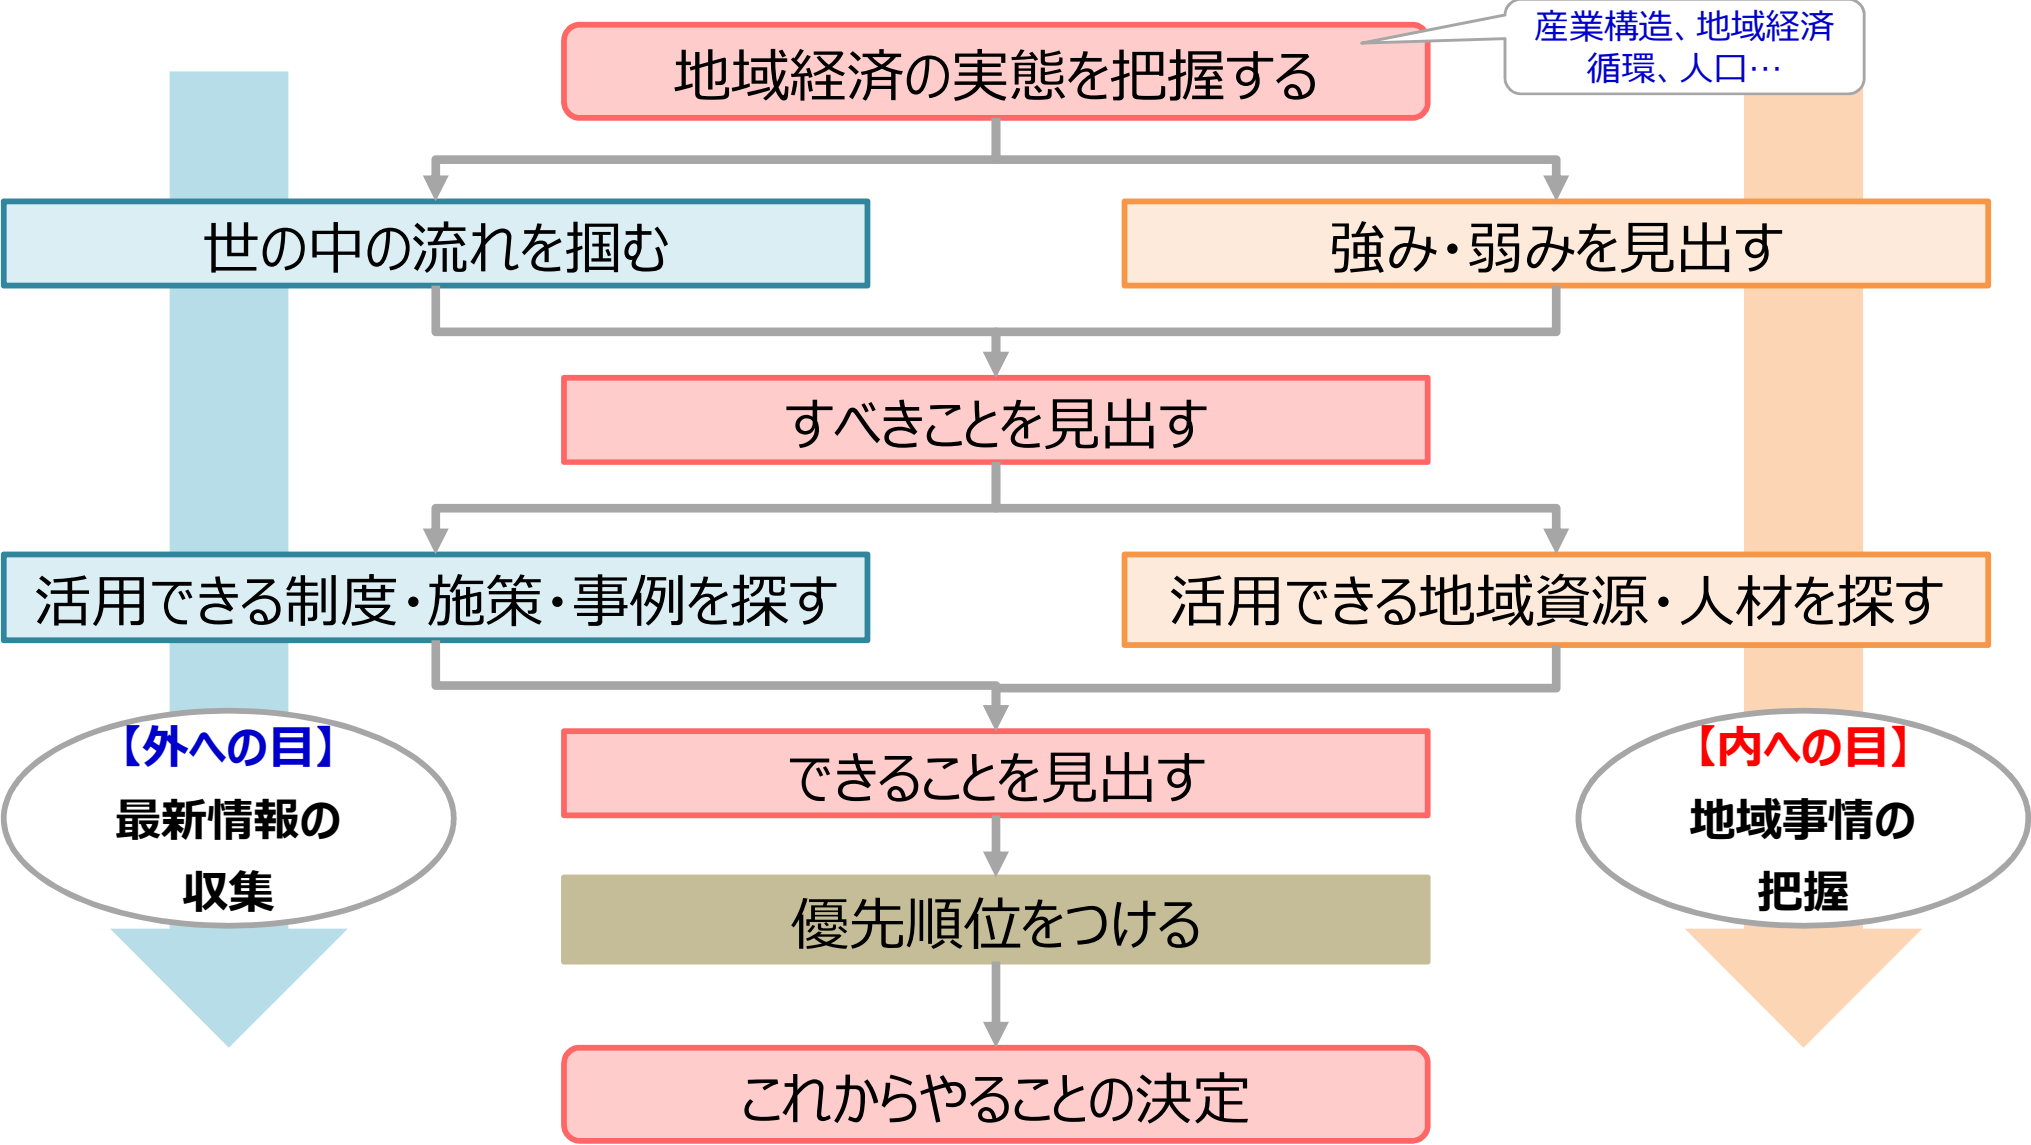 産業構造、地域経済
循環、人口…
地域経済の実態を把握する
世の中の流れを掴む
強み・弱みを見出す
すべきことを見出す
活用できる制度・施策・事例を探す
活用できる地域資源・人材を探す
【外への目】
最新情報の
収集
【内への目】
地域事情の
把握
できることを見出す
優先順位をつける
これからやることの決定